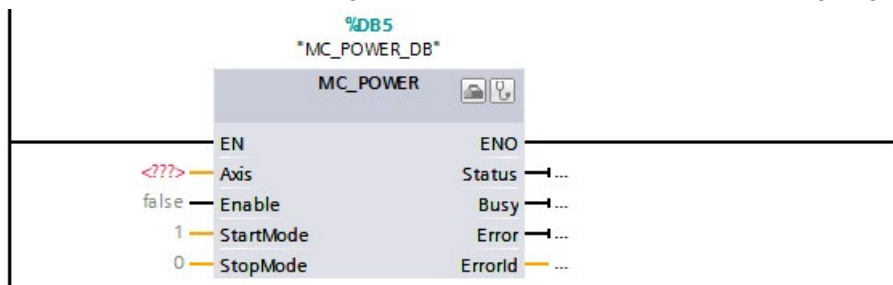 %DB5
"MC_POWER_DB"
MC_POWER
EN ENO
<???> Axis Status ...
false Enable Busy ...
1 StartMode Error ...
0 StopMode ErrorId ...